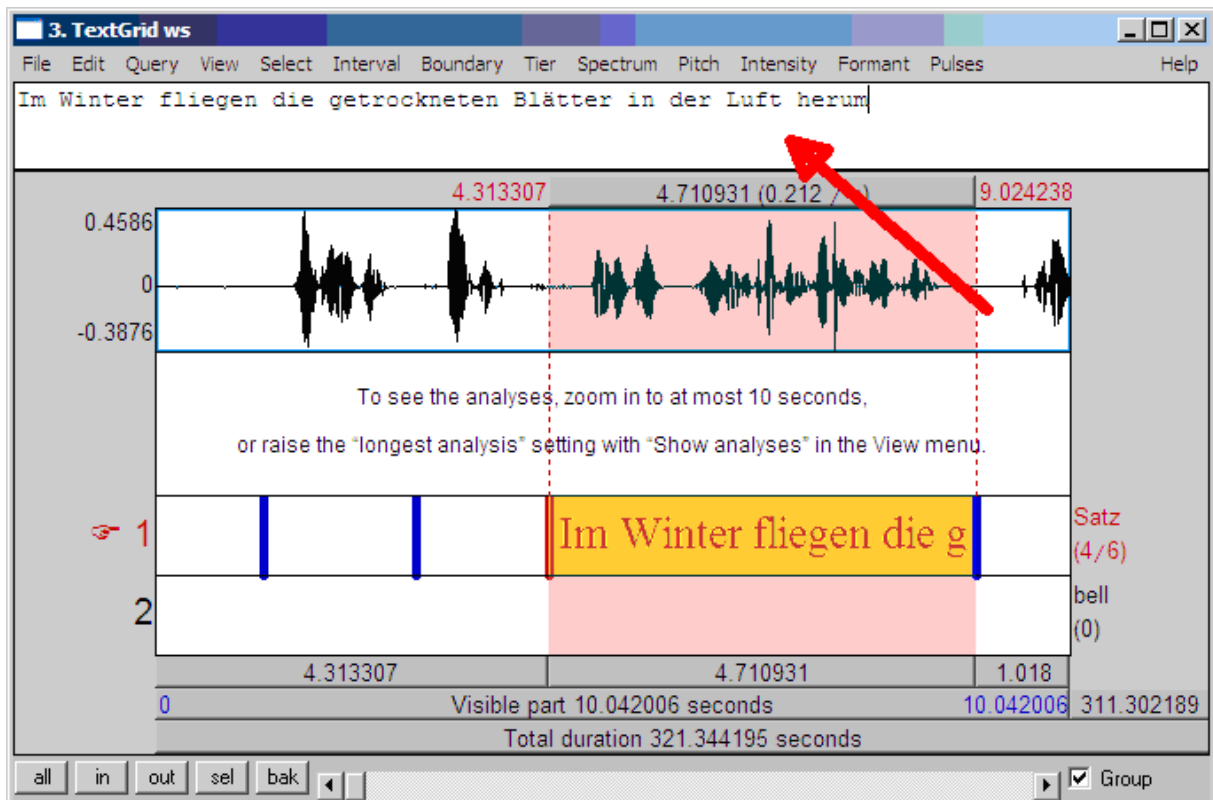 3. TextGrid ws
File Edit Query View Select Interval Boundary Tier Spectrum Pitch Intensity Formant Pulses Help
Im Winter fliegen die getrockneten Blätter in der Luft herum
4.313307 4.710931 (0.212 / 9.024238
0.4586
0
-0.3876
To see the analyses, zoom in to at most 10 seconds,
or raise the “longest analysis” setting with “Show analyses” in the View menu.
☞ 1 Im Winter fliegen die g Satz
(4/6)
2 bell
(0)
4.313307 4.710931 1.018
0 Visible part 10.042006 seconds 10.042006 311.302189
Total duration 321.344195 seconds
all in out sel bak Group